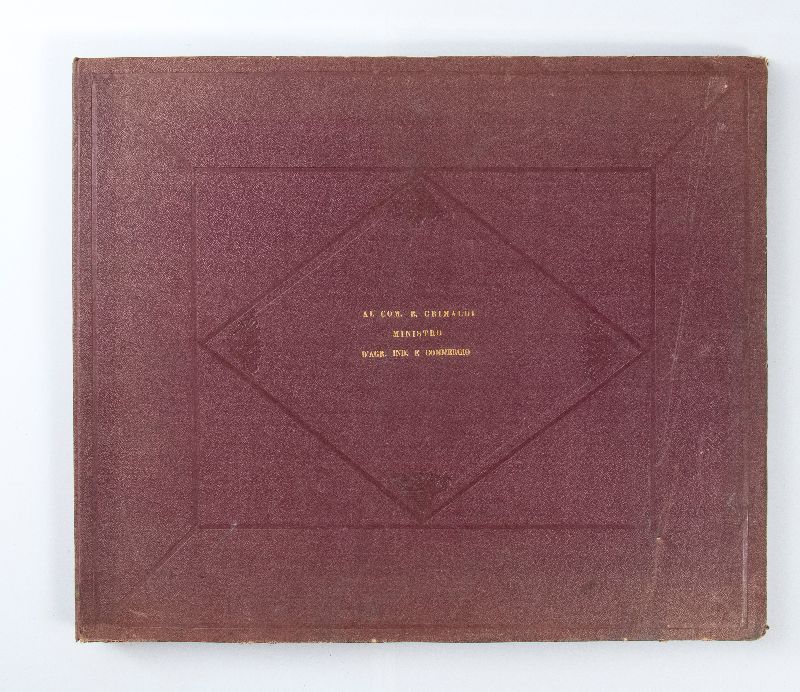 AL COM. B. GRIMALDI
MINISTRO
D'AGR. IND. E COMMERCIO